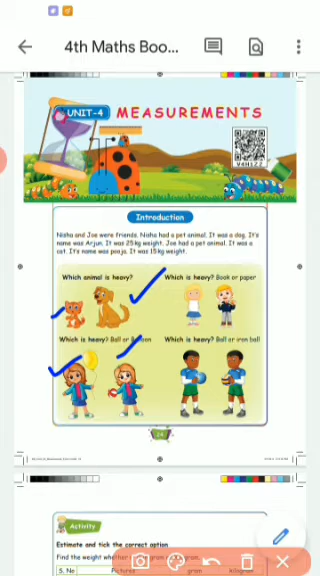 4th Maths Boo...
UNIT-4 MEASUREMENTS
Introduction
Nisha and Joe were friends. Nisha had a pet animal. It was a dog. It's
name was Arjun. It was 25kg weight. Joe had a pet animal. It was a
cat. It's name was pooja. It was 15kg weight.
Which animal is heavy?
Which is heavy? Book or paper
Which is heavy? Ball or
Which is heavy? Ball or iron ball
24
Activity
Estimate and tick the correct option
Find the weight
S. No Pictures gram Kilogram